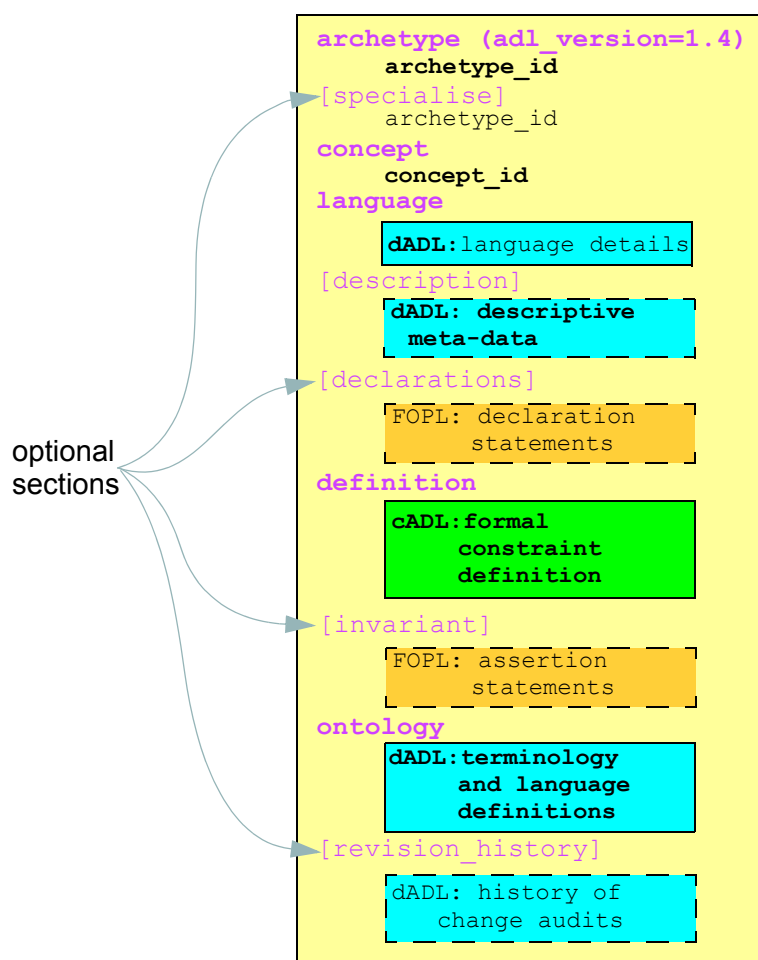 archetype (adl_version=1.4)
archetype_id
[specialise]
archetype_id
concept
concept_id
language
dADL:language details
[description]
dADL: descriptive
meta-data
[declarations]
FOPL: declaration
statements
optional
sections
definition
cADL:formal
constraint
definition
[invariant]
FOPL: assertion
statements
ontology
dADL:terminology
and language
definitions
[revision_history]
dADL: history of
change audits